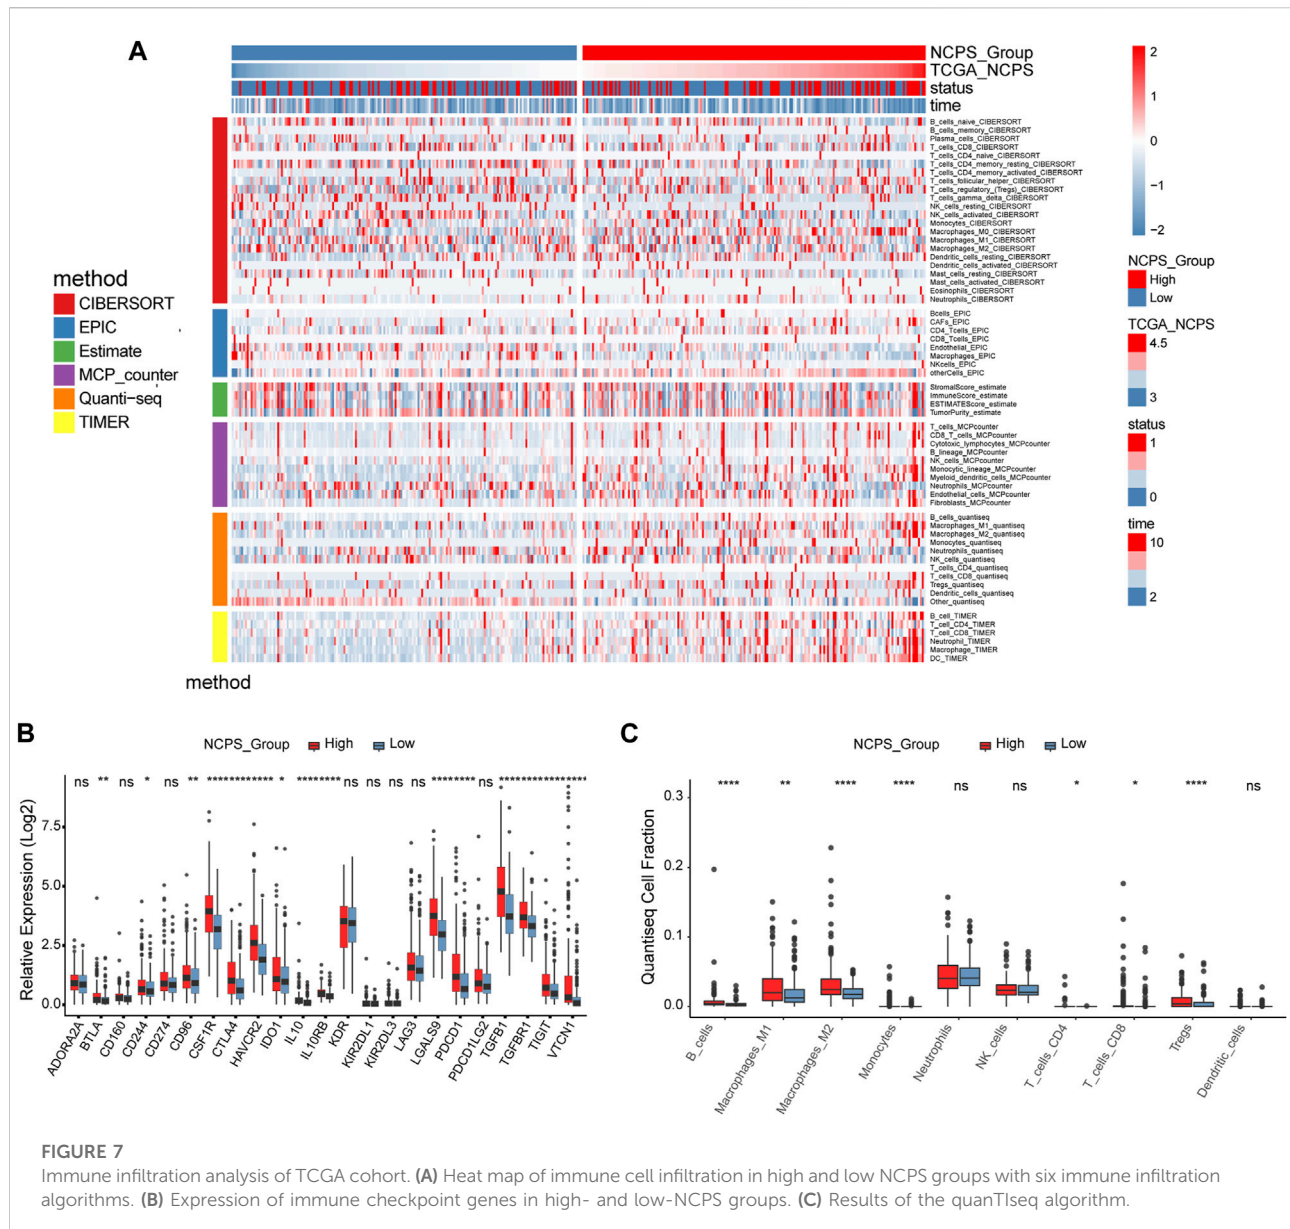 A
NCPS_Group
TCGA_NCPS
status
time
B_cells_naive_CIBERSORT
B_cells_memory_CIBERSORT
Plasma_cells_CIBERSORT
T_cells_CD8_CIBERSORT
T_cells_CD4_naive_CIBERSORT
T_cells_CD4_memory_resting_CIBERSORT
T_cells_CD4_memory_activated_CIBERSORT
T_cells_follicular_helper_CIBERSORT
T_cells_regulatory_(Tregs)_CIBERSORT
T_cells_gamma_delta_CIBERSORT
NK_cells_resting_CIBERSORT
NK_cells_activated_CIBERSORT
Monocytes_CIBERSORT
Macrophages_M0_CIBERSORT
Macrophages_M1_CIBERSORT
Macrophages_M2_CIBERSORT
Dendritic_cells_resting_CIBERSORT
Dendritic_cells_activated_CIBERSORT
Mast_cells_resting_CIBERSORT
Mast_cells_activated_CIBERSORT
Eosinophils_CIBERSORT
Neutrophils_CIBERSORT
Bcells_EPIC
CAFs_EPIC
CD4_Tcells_EPIC
CD8_Tcells_EPIC
Endothelial_EPIC
Macrophages_EPIC
NKcells_EPIC
otherCells_EPIC
StromalScore_estimate
ImmuneScore_estimate
ESTIMATEScore_estimate
TumorPurity_estimate
T_cells_MCPcounter
CD8_T_cells_MCPcounter
Cytotoxic_lymphocytes_MCPcounter
B_lineage_MCPcounter
NK_cells_MCPcounter
Monocytic_lineage_MCPcounter
Myeloid_dendritic_cells_MCPcounter
Neutrophils_MCPcounter
Endothelial_cells_MCPcounter
Fibroblasts_MCPcounter
B_cells_quantiseq
Macrophages_M1_quantiseq
Macrophages_M2_quantiseq
Monocytes_quantiseq
Neutrophils_quantiseq
NK_cells_quantiseq
T_cells_CD4_quantiseq
T_cells_CD8_quantiseq
Tregs_quantiseq
Dendritic_cells_quantiseq
Other_quantiseq
B_cell_TIMER
T_cell_CD4_TIMER
T_cell_CD8_TIMER
Neutrophil_TIMER
Macrophage_TIMER
DC_TIMER
method
CIBERSORT
EPIC
Estimate
MCP_counter
Quanti-seq
TIMER
method
2
1
0
−1
−2
NCPS_Group
High
Low
TCGA_NCPS
4.5
3
status
1
0
time
10
2
B
NCPS_Group High Low
ns ** ns * ns ** **** **** **** * **** **** ns ns ns ns **** **** ns **** **** **** ****
Relative Expression (Log2)
7.5
5.0
2.5
0.0
ADORA2A
BTLA
CD160
CD244
CD274
CD96
CSF1R
CTLA4
HAVCR2
IDO1
IL10
IL10RB
KDR
KIR2DL1
KIR2DL3
LAG3
LGALS9
PDCD1
PDCD1LG2
TGFB1
TGFBR1
TIGIT
VTCN1
C
NCPS_Group High Low
**** ** **** **** ns ns * * **** ns
Quantiseq Cell Fraction
0.3
0.2
0.1
0.0
B_cells
Macrophages_M1
Macrophages_M2
Monocytes
Neutrophils
NK_cells
T_cells_CD4
T_cells_CD8
Tregs
Dendritic_cells
FIGURE 7
Immune infiltration analysis of TCGA cohort. (A) Heat map of immune cell infiltration in high and low NCPS groups with six immune infiltration
algorithms. (B) Expression of immune checkpoint genes in high- and low-NCPS groups. (C) Results of the quanTIseq algorithm.